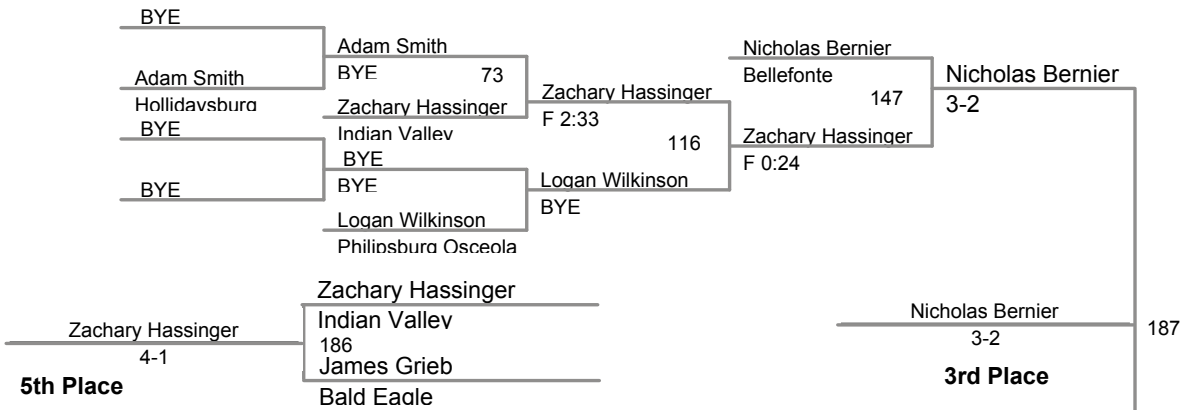 BYE
Adam Smith
Hollidaysburg
BYE
BYE
Adam Smith
BYE
73
Zachary Hassinger
Indian Valley
BYE
BYE
Logan Wilkinson
Philipsburg Osceola
Zachary Hassinger
F 2:33
116
Logan Wilkinson
BYE
Nicholas Bernier
Bellefonte
147
Zachary Hassinger
F 0:24
Nicholas Bernier
3-2
Zachary Hassinger
Indian Valley
186
James Grieb
Bald Eagle
Zachary Hassinger
4-1
5th Place
Nicholas Bernier
3-2
187
3rd Place